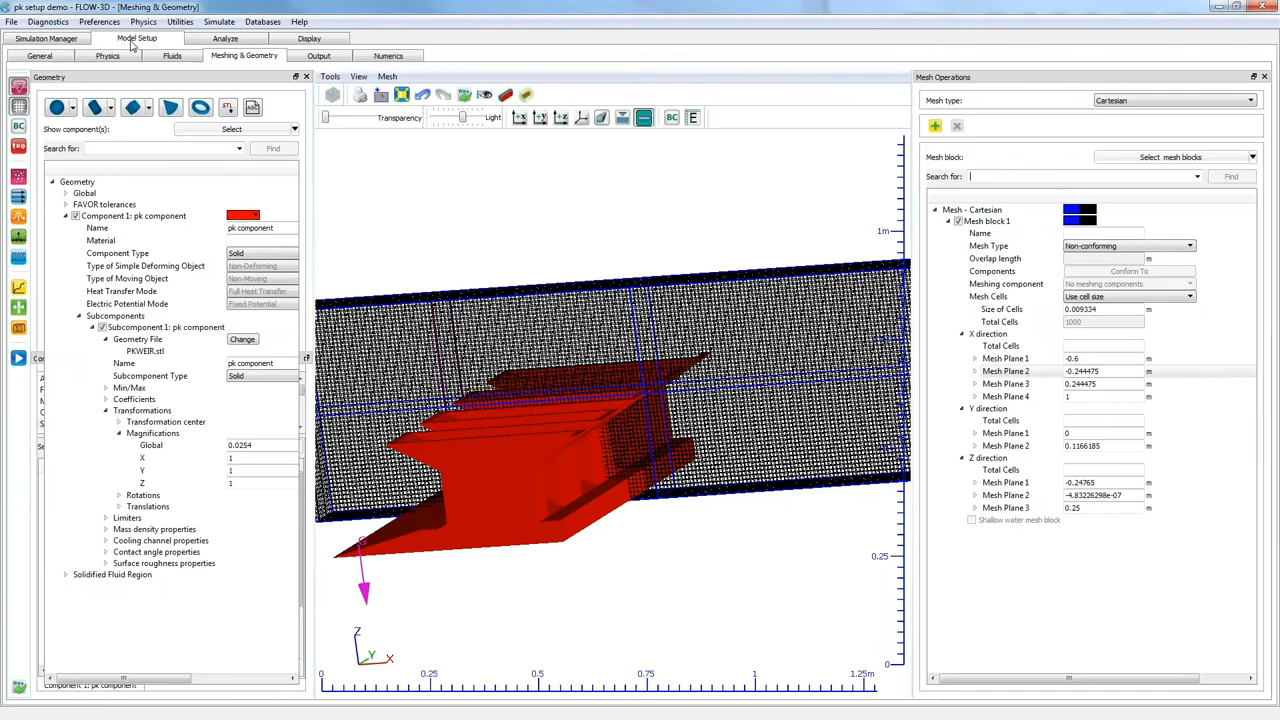 pk setup demo - FLOW-3D - [Meshing & Geometry]
File Diagnostics Preferences Physics Utilities Simulate Databases Help
Simulation Manager Model Setup Analyze Display
General Physics Fluids Meshing & Geometry Output Numerics
Geometry
Show component(s): Select
Search for: Find
Geometry
Global
FAVOR tolerances
Component 1: pk component
Name pk component
Material
Component Type Solid
Type of Simple Deforming Object Non-Deforming
Type of Moving Object Non-Moving
Heat Transfer Mode Full Heat Transfer
Electric Potential Mode Fixed Potential
Subcomponents
Subcomponent 1: pk component
Geometry File Change
PKWEIR.stl
Name pk component
Subcomponent Type Solid
Min/Max
Coefficients
Transformations
Transformation center
Magnifications
Global 0.0254
X 1
Y 1
Z 1
Rotations
Translations
Limiters
Mass density properties
Cooling channel properties
Contact angle properties
Surface roughness properties
Solidified Fluid Region
Component 1: pk component
Tools View Mesh
Transparency Light
BC E
1m
0.25
0
Z
Y
X
0 0.25 0.5 0.75 1 1.25m
Mesh Operations
Mesh type: Cartesian
Mesh block: Select mesh blocks
Search for: Find
Mesh - Cartesian
Mesh block 1
Name
Mesh Type Non-conforming
Overlap length m
Components Conform To
Meshing component No meshing components
Mesh Cells Use cell size
Size of Cells 0.009334 m
Total Cells 1000
X direction
Total Cells
Mesh Plane 1 -0.6 m
Mesh Plane 2 -0.244475 m
Mesh Plane 3 0.244475 m
Mesh Plane 4 1 m
Y direction
Total Cells
Mesh Plane 1 0 m
Mesh Plane 2 0.1166185 m
Z direction
Total Cells
Mesh Plane 1 -0.24765 m
Mesh Plane 2 -4.83226298e-07 m
Mesh Plane 3 0.25 m
Shallow water mesh block